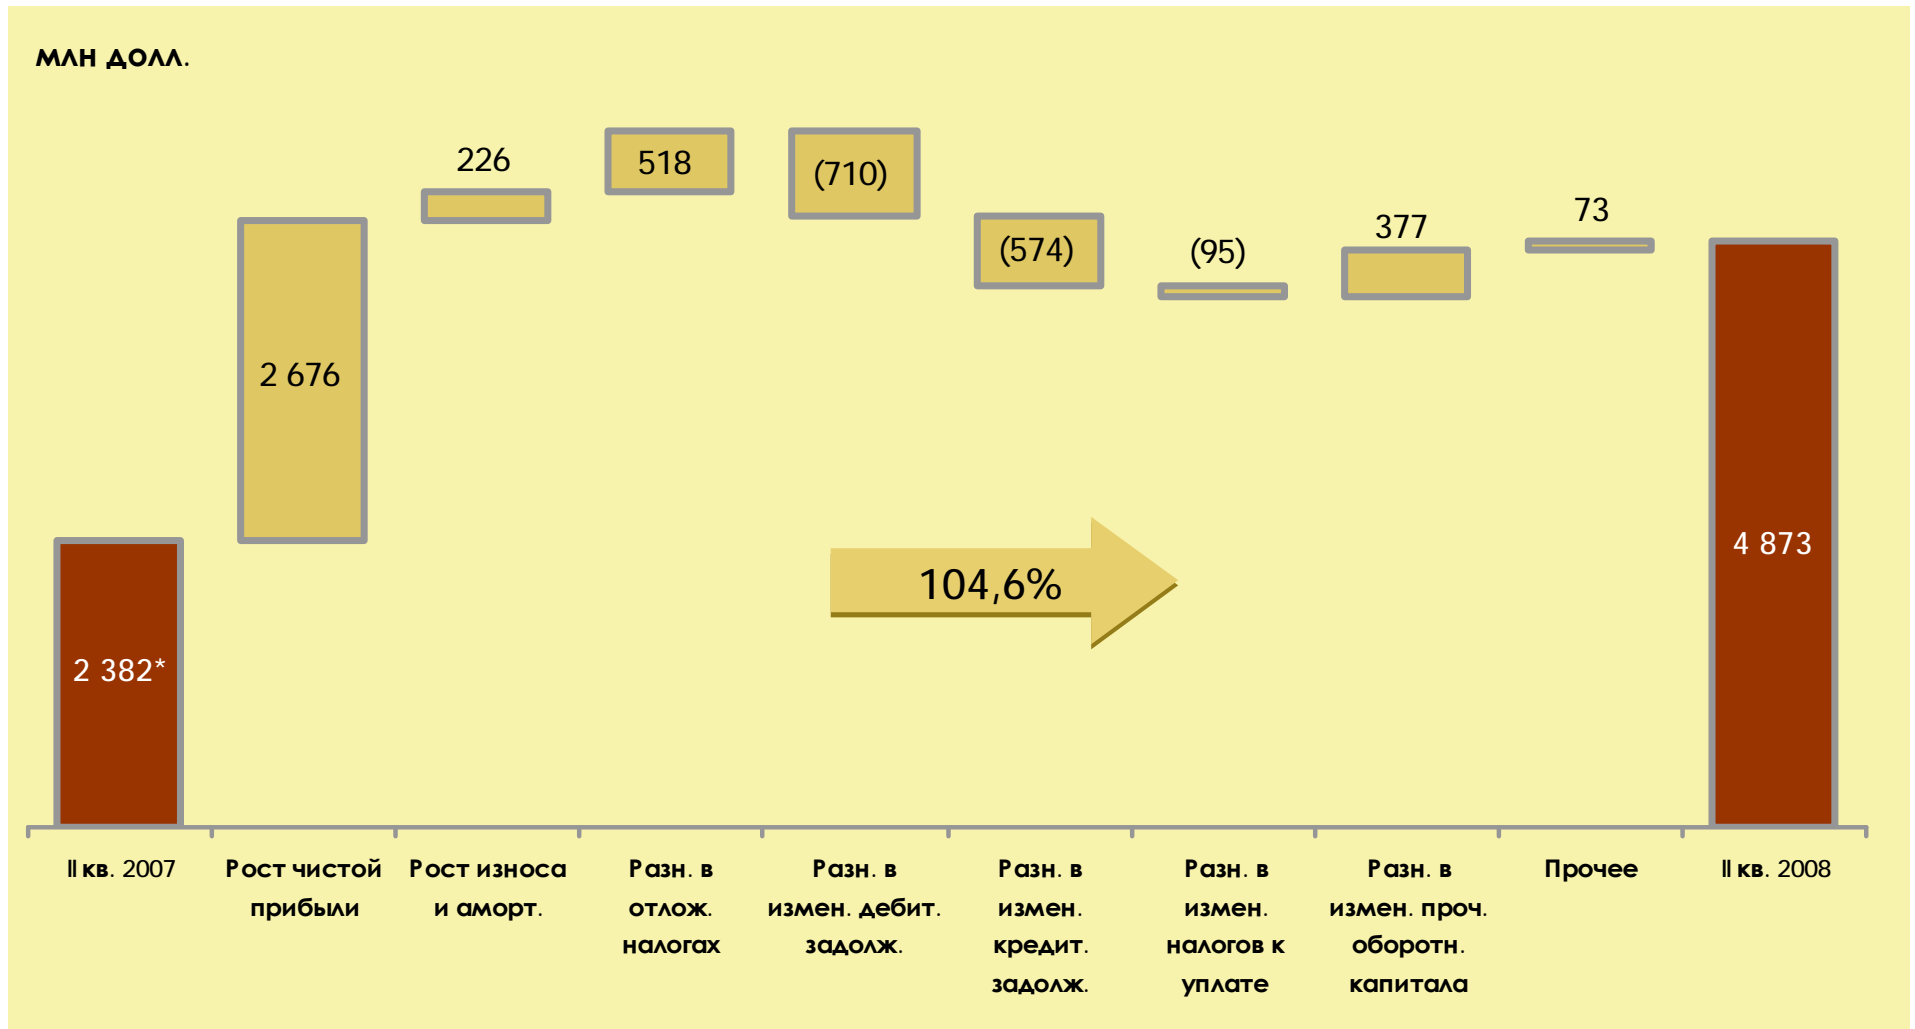 млн долл.
226
518
(710)
73
377
(574)
(95)
2 676
4 873
104,6%
2 382*
II кв. 2007
Рост чистой
прибыли
Рост износа
и аморт.
Разн. в
отлож.
налогах
Разн. в
измен. дебит.
задолж.
Разн. в
измен.
кредит.
задолж.
Разн. в
измен.
налогов к
уплате
Разн. в
измен. проч.
оборотн.
капитала
Прочее
II кв. 2008